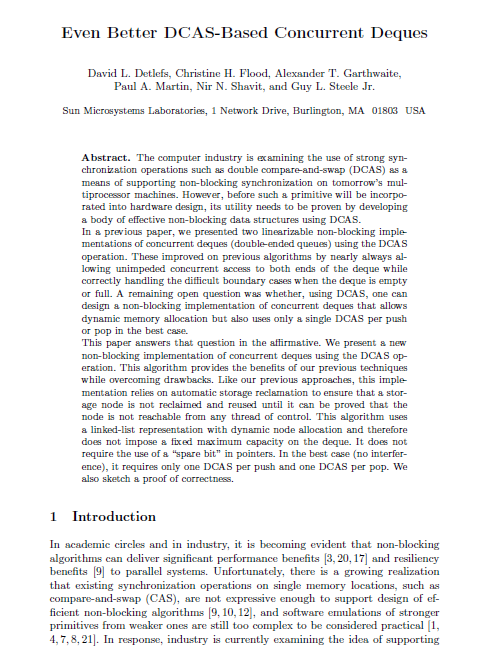 Even Better DCAS-Based Concurrent Deques
David L. Detlefs, Christine H. Flood, Alexander T. Garthwaite,
Paul A. Martin, Nir N. Shavit, and Guy L. Steele Jr.
Sun Microsystems Laboratories, 1 Network Drive, Burlington, MA 01803 USA
Abstract. The computer industry is examining the use of strong syn-
chronization operations such as double compare-and-swap (DCAS) as a
means of supporting non-blocking synchronization on tomorrow's mul-
tiprocessor machines. However, before such a primitive will be incorpo-
rated into hardware design, its utility needs to be proven by developing
a body of effective non-blocking data structures using DCAS.
In a previous paper, we presented two linearizable non-blocking imple-
mentations of concurrent deques (double-ended queues) using the DCAS
operation. These improved on previous algorithms by nearly always al-
lowing unimpeded concurrent access to both ends of the deque while
correctly handling the difficult boundary cases when the deque is empty
or full. A remaining open question was whether, using DCAS, one can
design a non-blocking implementation of concurrent deques that allows
dynamic memory allocation but also uses only a single DCAS per push
or pop in the best case.
This paper answers that question in the affirmative. We present a new
non-blocking implementation of concurrent deques using the DCAS op-
eration. This algorithm provides the benefits of our previous techniques
while overcoming drawbacks. Like our previous approaches, this imple-
mentation relies on automatic storage reclamation to ensure that a stor-
age node is not reclaimed and reused until it can be proved that the
node is not reachable from any thread of control. This algorithm uses
a linked-list representation with dynamic node allocation and therefore
does not impose a fixed maximum capacity on the deque. It does not
require the use of a "spare bit" in pointers. In the best case (no interfer-
ence), it requires only one DCAS per push and one DCAS per pop. We
also sketch a proof of correctness.
1 Introduction
In academic circles and in industry, it is becoming evident that non-blocking
algorithms can deliver significant performance benefits [3, 20, 17] and resiliency
benefits [9] to parallel systems. Unfortunately, there is a growing realization
that existing synchronization operations on single memory locations, such as
compare-and-swap (CAS), are not expressive enough to support design of ef-
ficient non-blocking algorithms [9, 10, 12], and software emulations of stronger
primitives from weaker ones are still too complex to be considered practical [1,
4, 7, 8, 21]. In response, industry is currently examining the idea of supporting